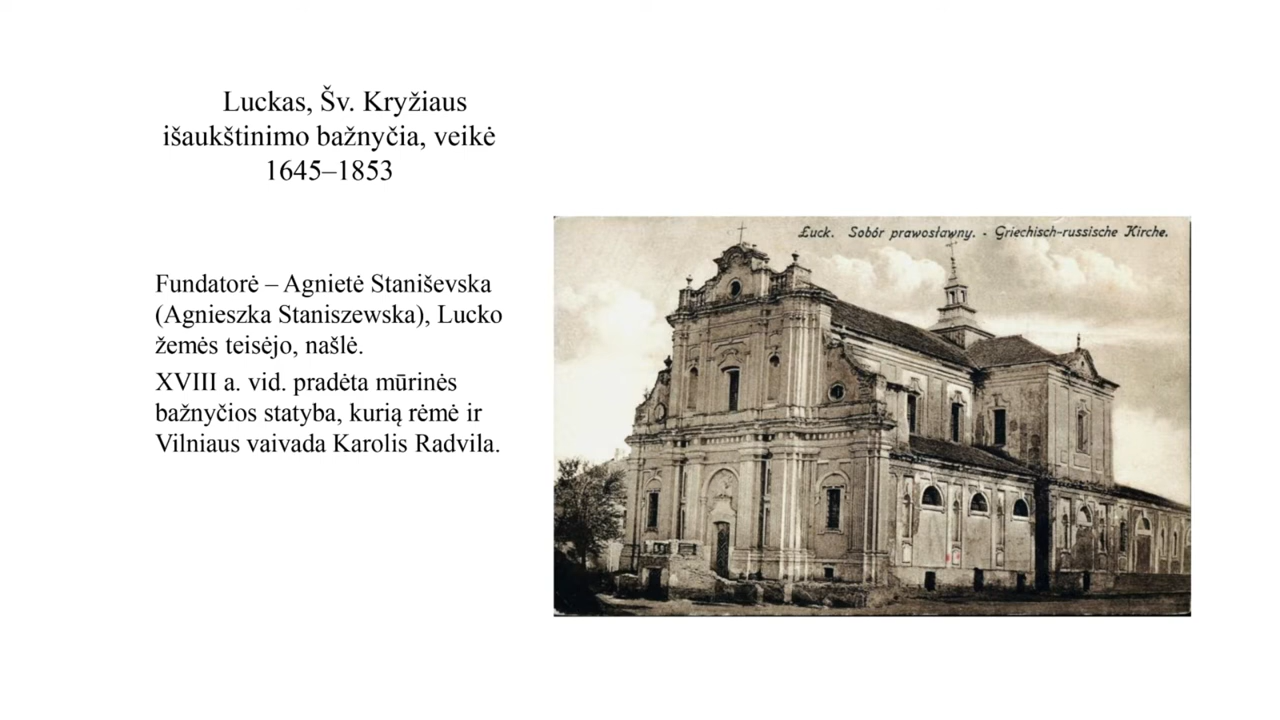 Luckas, Šv. Kryžiaus
išaukštinimo bažnyčia, veikė
1645–1853
Fundatorė – Agnietė Staniševska
(Agnieszka Staniszewska), Lucko
žemės teisėjo, našlė.
XVIII a. vid. pradėta mūrinės
bažnyčios statyba, kurią rėmė ir
Vilniaus vaivada Karolis Radvila.
Łuck. Sobór prawosławny. - Griechisch-russische Kirche.